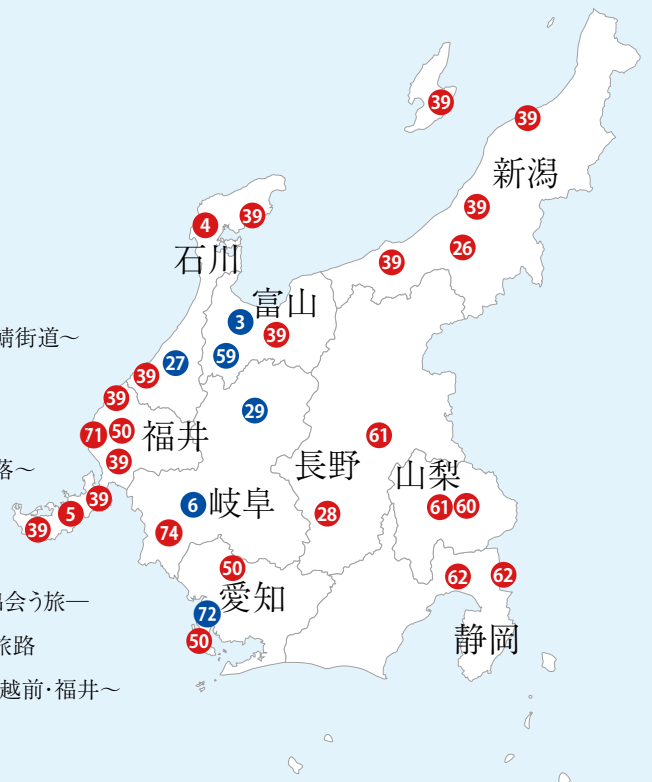 39
39
新潟
39
4
39
26
石川
39
富山
3
39
鯖街道～
59
27
39
39
29
71
50
福井
61
39
長野
山梨
落～
39
5
39
6
岐阜
28
61
60
74
50
62
62
出会う旅―
愛知
72
旅路
50
静岡
越前・福井～